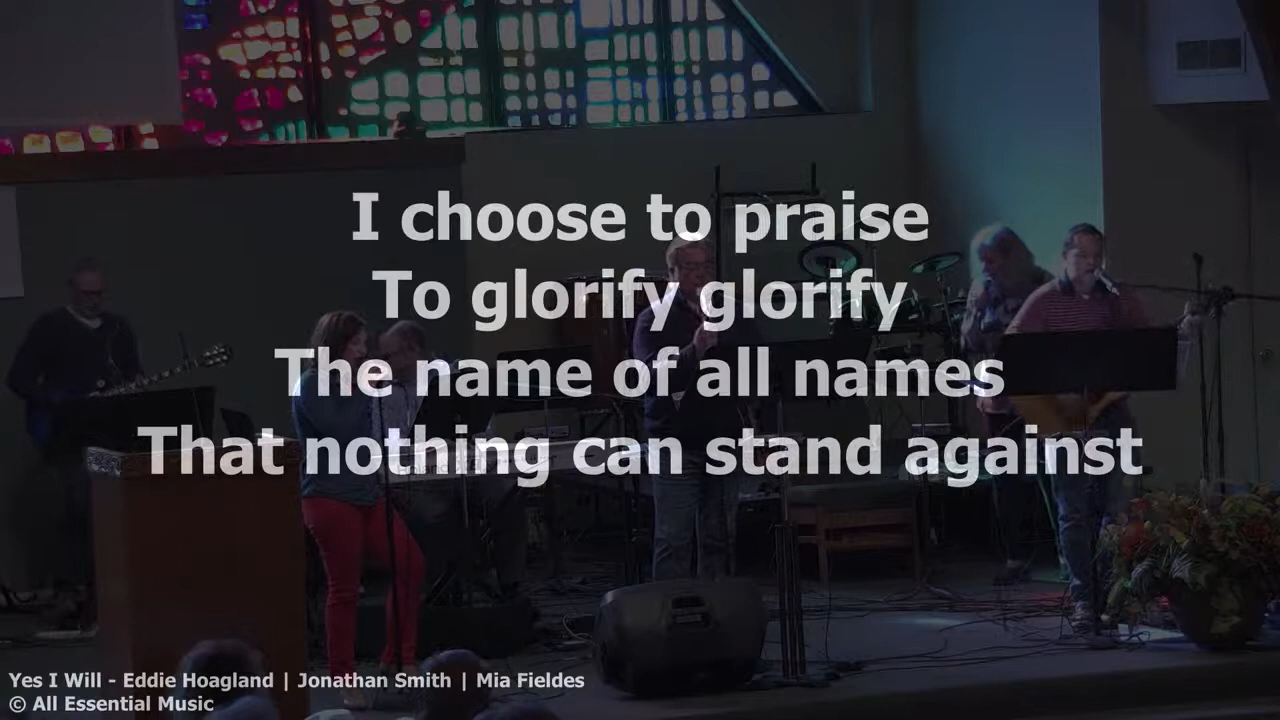 I choose to praise
To glorify glorify
The name of all names
That nothing can stand against
Yes I Will - Eddie Hoagland | Jonathan Smith | Mia Fieldes
© All Essential Music